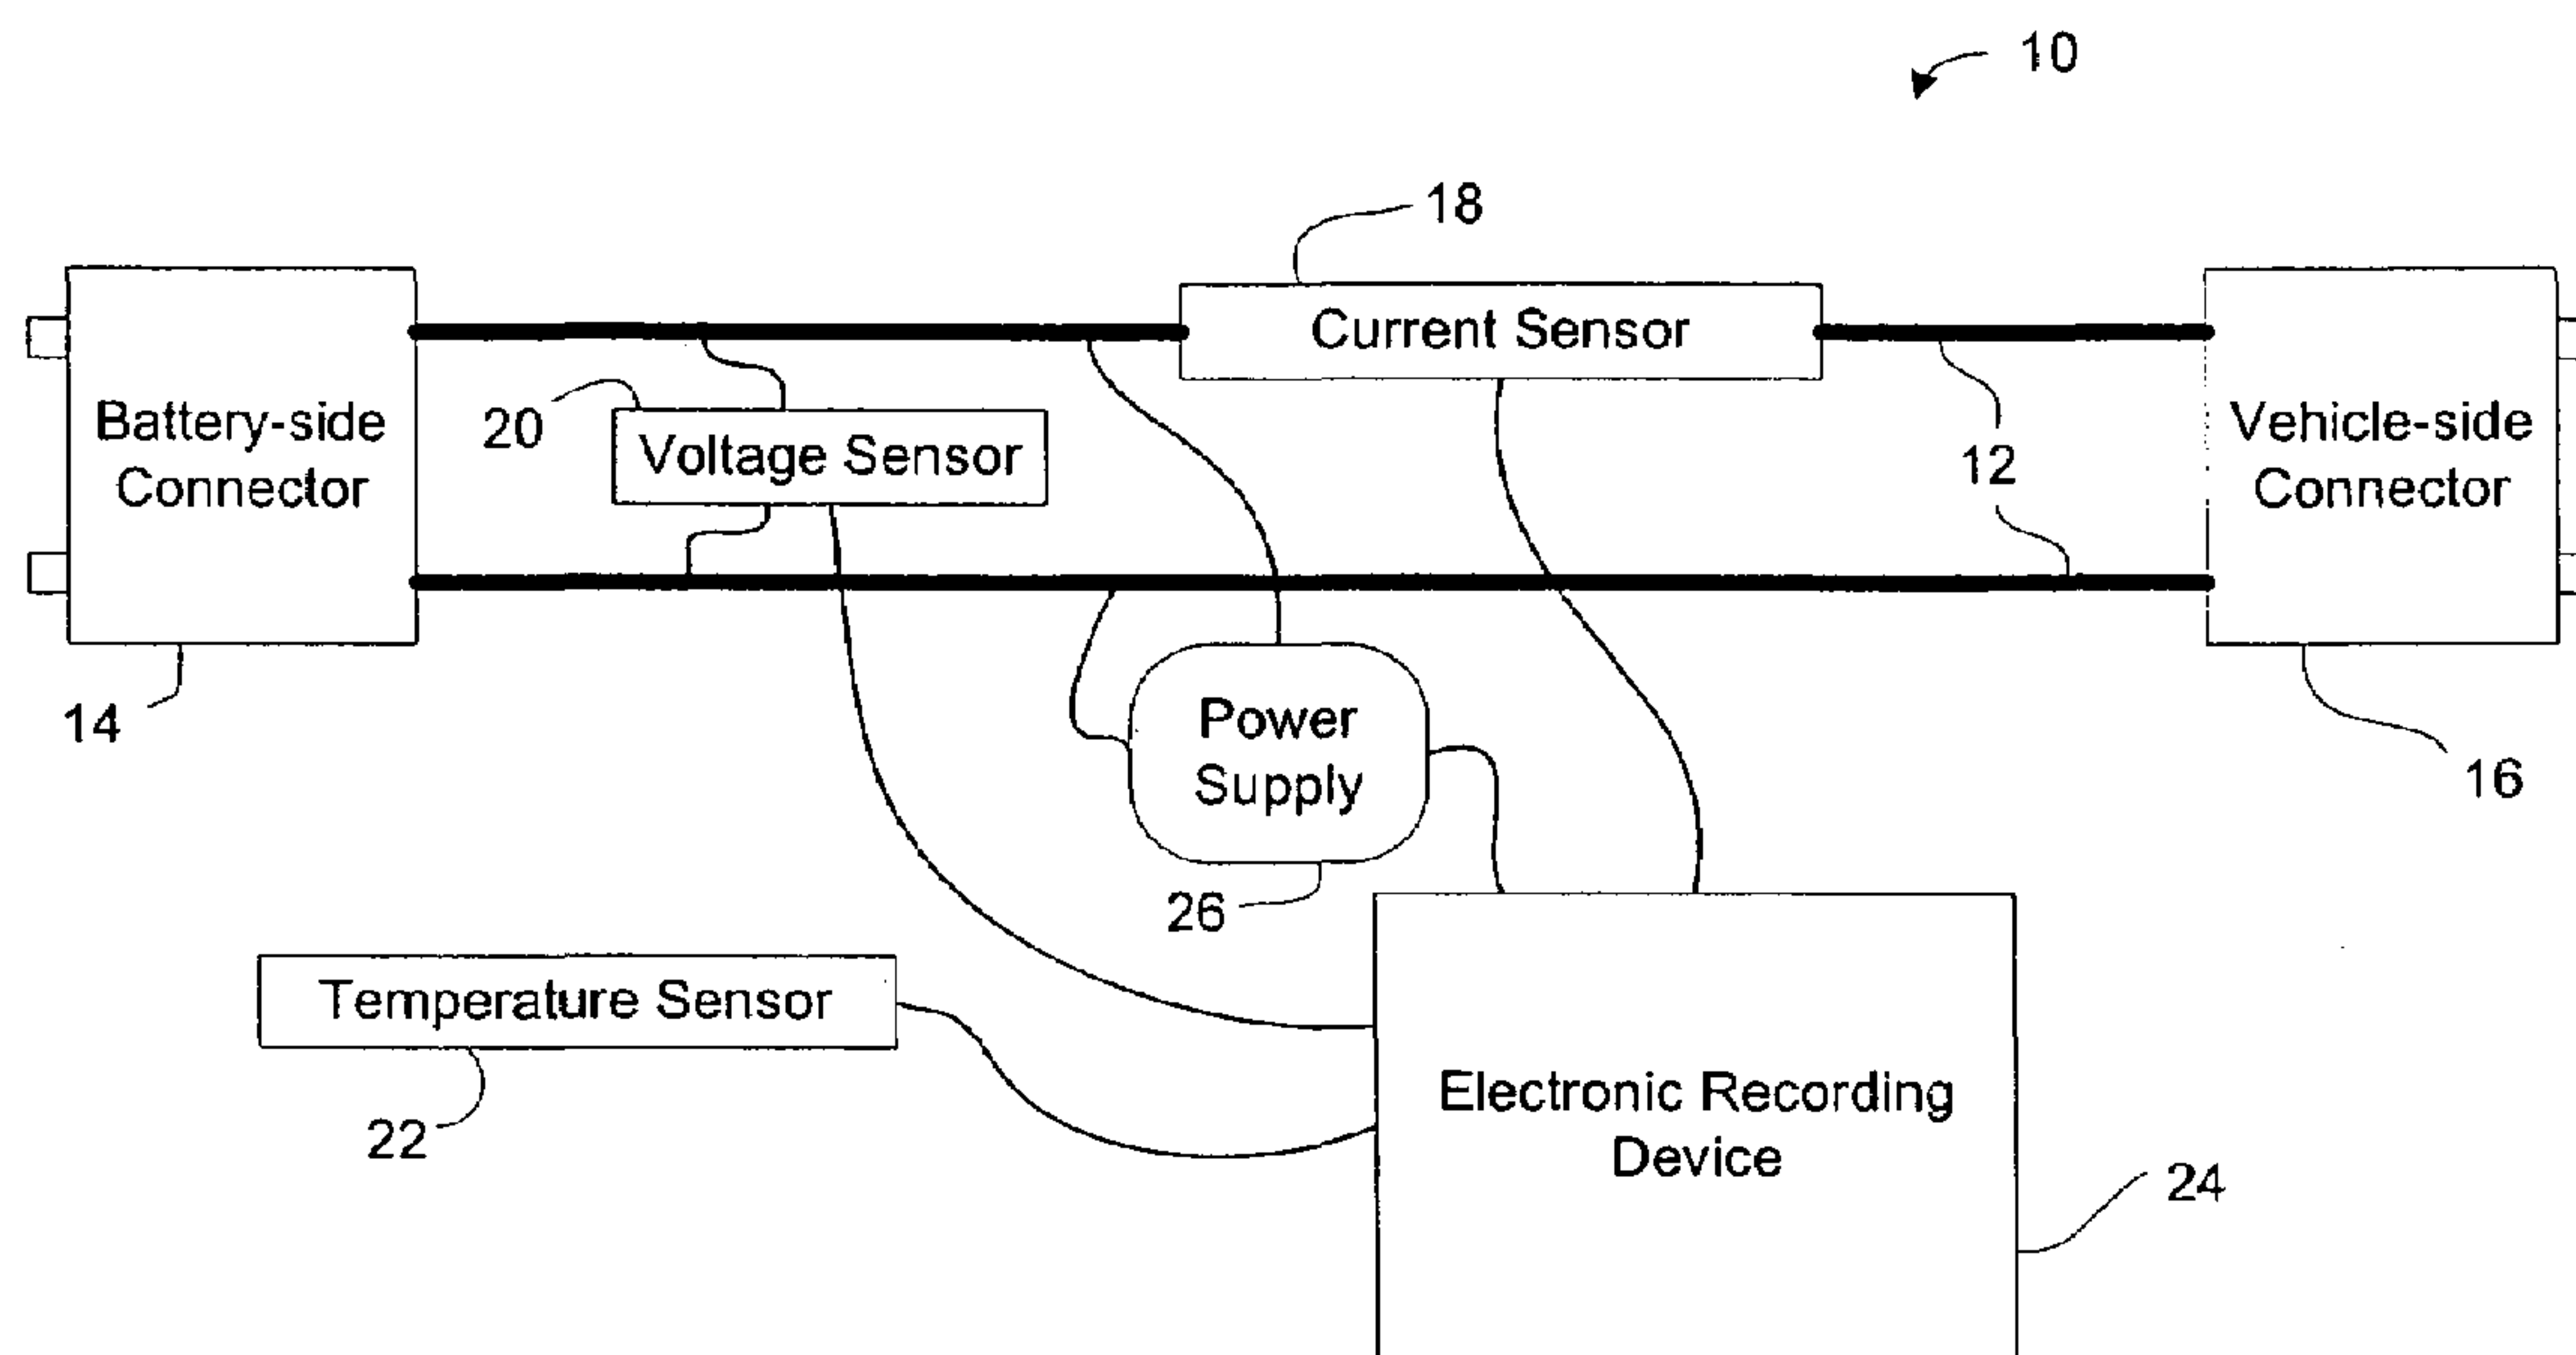 10
18
Current Sensor
Battery-side
Connector
20
Voltage Sensor
12
Vehicle-side
Connector
14
Power
Supply
16
26
Temperature Sensor
22
Electronic Recording
Device
24